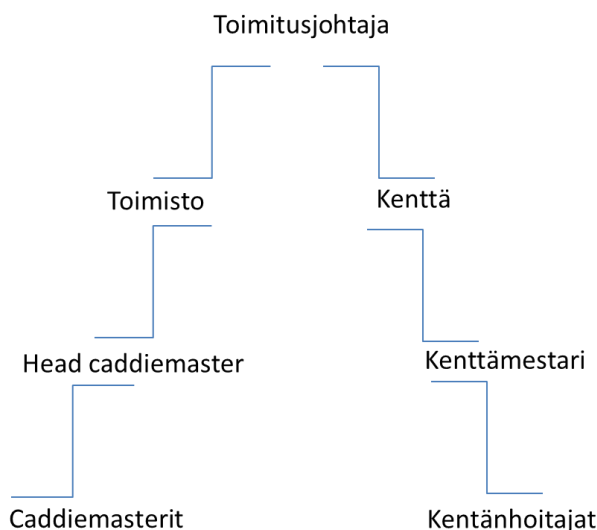 Toimitusjohtaja
Toimisto
Kenttä
Head caddiemaster
Kenttämestari
Caddiemasterit
Kentänhoitajat